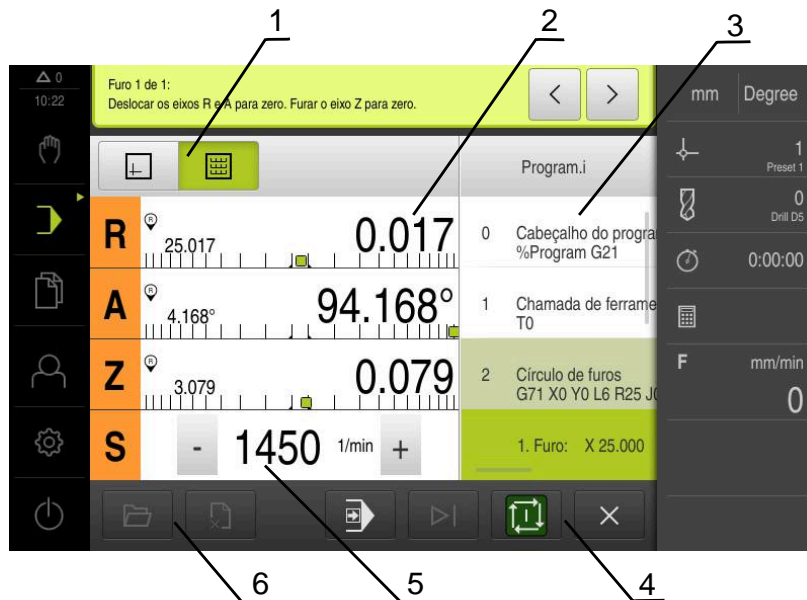 1
2
3
0
10:22
Furo 1 de 1:
Deslocar os eixos R e A para zero. Furar o eixo Z para zero.
mm
Degree
1
Preset 1
0
Drill D5
0:00:00
F
mm/min
0
Program.i
R
R
25.017
0.017
A
R
4.168°
94.168°
Z
R
3.079
0.079
S
-
1450
1/min
+
0 Cabeçalho do progra
%Program G21
1 Chamada de ferrame
T0
2 Círculo de furos
G71 X0 Y0 L6 R25 J
1. Furo: X 25.000
6
5
4